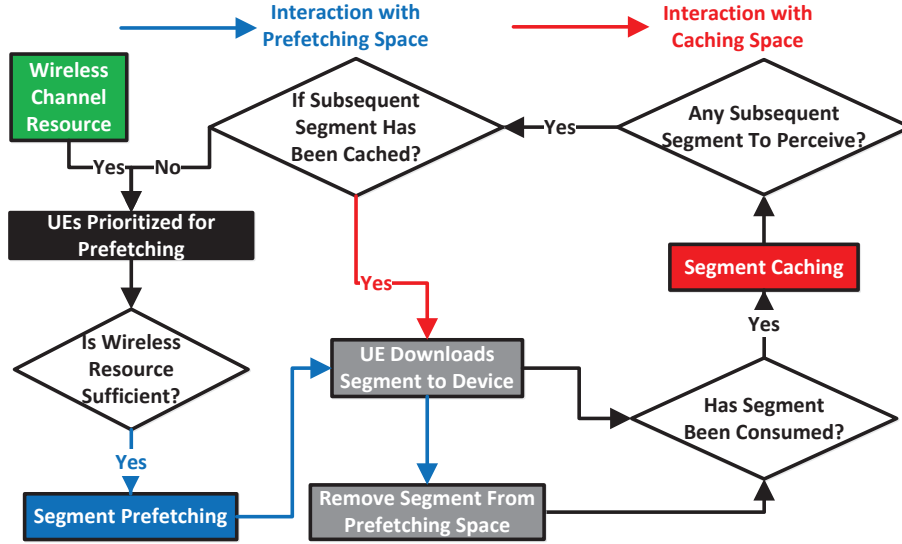 Interaction with
Prefetching Space
Interaction with
Caching Space
Wireless
Channel
Resource
If Subsequent
Segment Has
Been Cached?
Yes
Any Subsequent
Segment To Perceive?
Yes
No
UEs Prioritized for
Prefetching
Segment Caching
Yes
Yes
Is Wireless
Resource
Sufficient?
UE Downloads
Segment to Device
Has Segment
Been Consumed?
Yes
Segment Prefetching
Remove Segment From
Prefetching Space